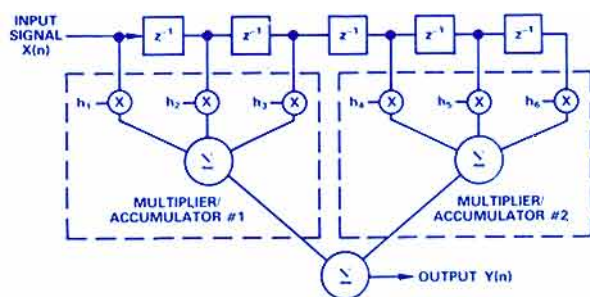 INPUT
SIGNAL
X(n)
z⁻¹ z⁻¹ z⁻¹ z⁻¹ z⁻¹
h₁ X h₂ X h₃ X h₄ X h₅ X h₆ X
Σ Σ
MULTIPLIER/
ACCUMULATOR #1
MULTIPLIER/
ACCUMULATOR #2
Σ OUTPUT Y(n)